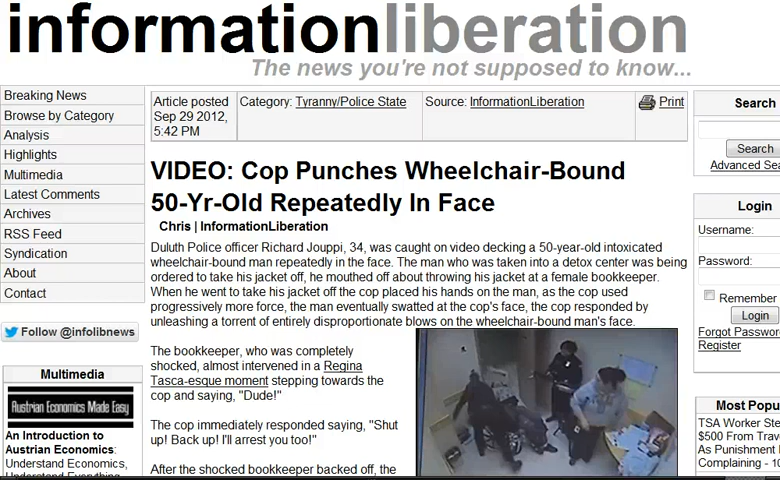 informationliberation
The news you're not supposed to know...
Breaking News
Browse by Category
Analysis
Highlights
Multimedia
Latest Comments
Archives
RSS Feed
Syndication
About
Contact
Follow @infolibnews
Multimedia
Austrian Economics Made Easy
An Introduction to
Austrian Economics:
Understand Economics,
Understand Everything
Article posted
Sep 29 2012,
5:42 PM
Category: Tyranny/Police State
Source: InformationLiberation
Print
VIDEO: Cop Punches Wheelchair-Bound
50-Yr-Old Repeatedly In Face
Chris | InformationLiberation
Duluth Police officer Richard Jouppi, 34, was caught on video decking a 50-year-old intoxicated
wheelchair-bound man repeatedly in the face. The man who was taken into a detox center was being
ordered to take his jacket off, he mouthed off about throwing his jacket at a female bookkeeper.
When he went to take his jacket off the cop placed his hands on the man, as the cop used
progressively more force, the man eventually swatted at the cop's face, the cop responded by
unleashing a torrent of entirely disproportionate blows on the wheelchair-bound man's face.
The bookkeeper, who was completely
shocked, almost intervened in a Regina
Tasca-esque moment stepping towards the
cop and saying, "Dude!"
The cop immediately responded saying, "Shut
up! Back up! I'll arrest you too!"
After the shocked bookkeeper backed off, the
Search
Search
Advanced Sea
Login
Username:
Password:
Remember
Login
Forgot Passwor
Register
Most Popu
TSA Worker Ste
$500 From Trav
As Punishment
Complaining - 10